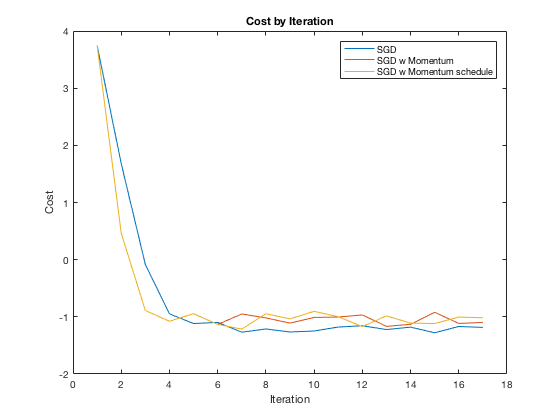 Cost by Iteration
SGD
SGD w Momentum
SGD w Momentum schedule
4
3
2
1
0
-1
-2
Cost
0 2 4 6 8 10 12 14 16 18
Iteration